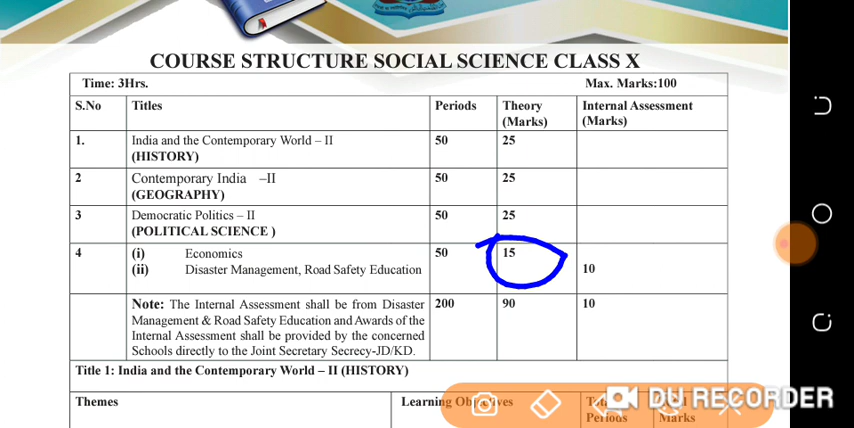 COURSE STRUCTURE SOCIAL SCIENCE CLASS X
Time: 3Hrs. Max. Marks:100
S.No Titles Periods Theory (Marks) Internal Assessment (Marks)
1. India and the Contemporary World – II 50 25
(HISTORY)
2 Contemporary India –II 50 25
(GEOGRAPHY)
3 Democratic Politics – II 50 25
(POLITICAL SCIENCE )
4 (i) Economics 50 15
(ii) Disaster Management, Road Safety Education 10
Note: The Internal Assessment shall be from Disaster 200 90 10
Management & Road Safety Education and Awards of the
Internal Assessment shall be provided by the concerned
Schools directly to the Joint Secretary Secrecy-JD/KD.
Title 1: India and the Contemporary World – II (HISTORY)
Themes Learning Objectives
Periods Marks
DU RECORDER